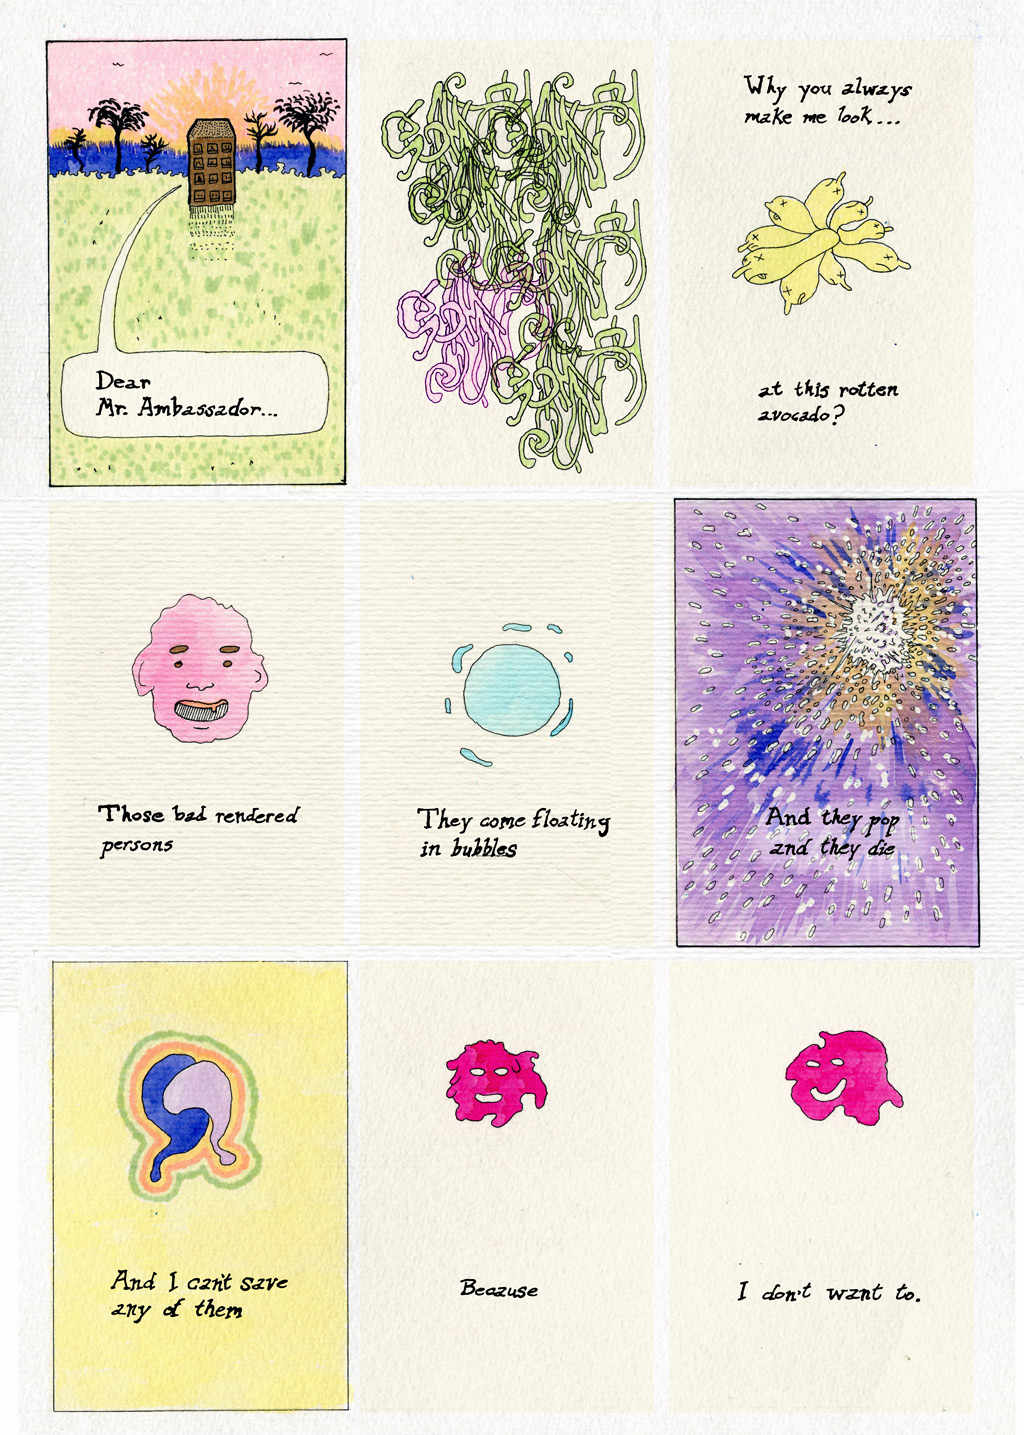 Dear
Mr. Ambassador...
Why you always
make me look...
at this rotten
avocado?
Those bad rendered
persons
They come floating
in bubbles
And they pop
and they die
And I can't save
any of them
Because
I don't want to.